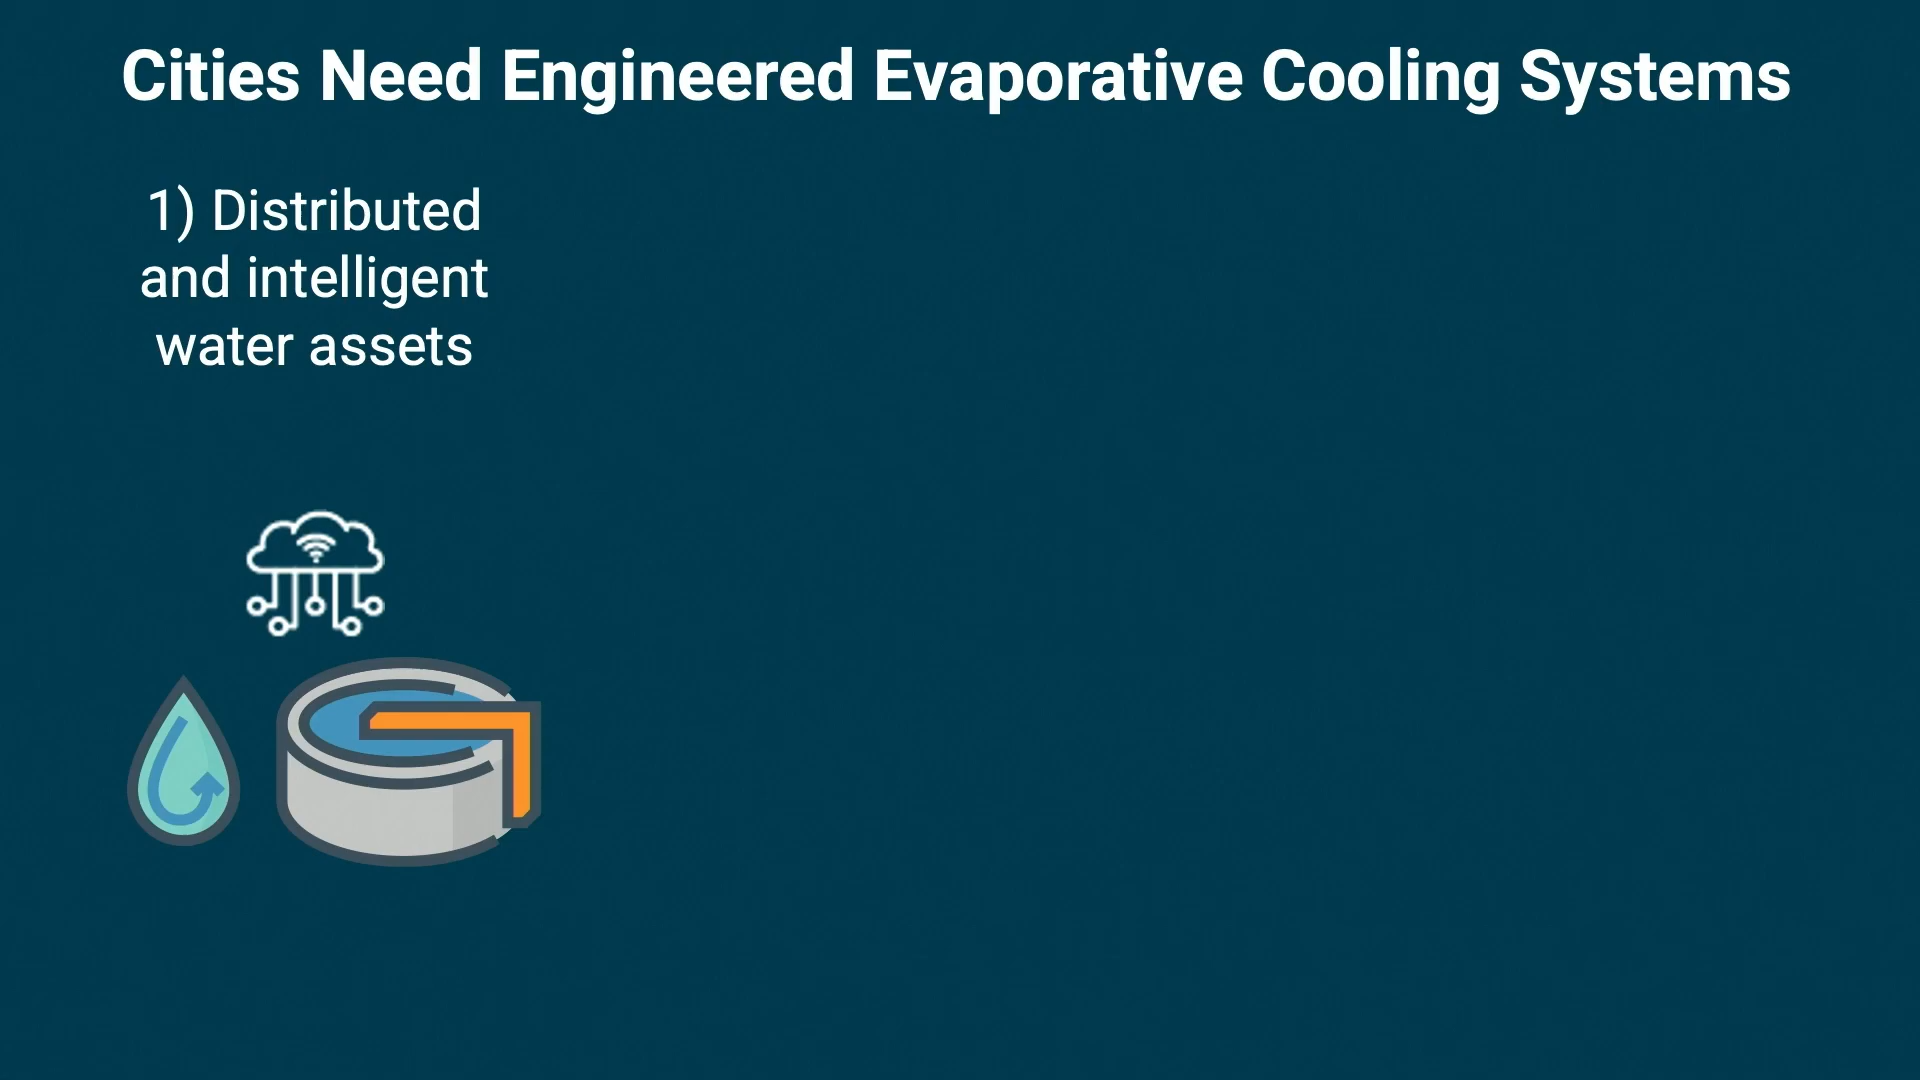 Cities Need Engineered Evaporative Cooling Systems
1) Distributed
and intelligent
water assets